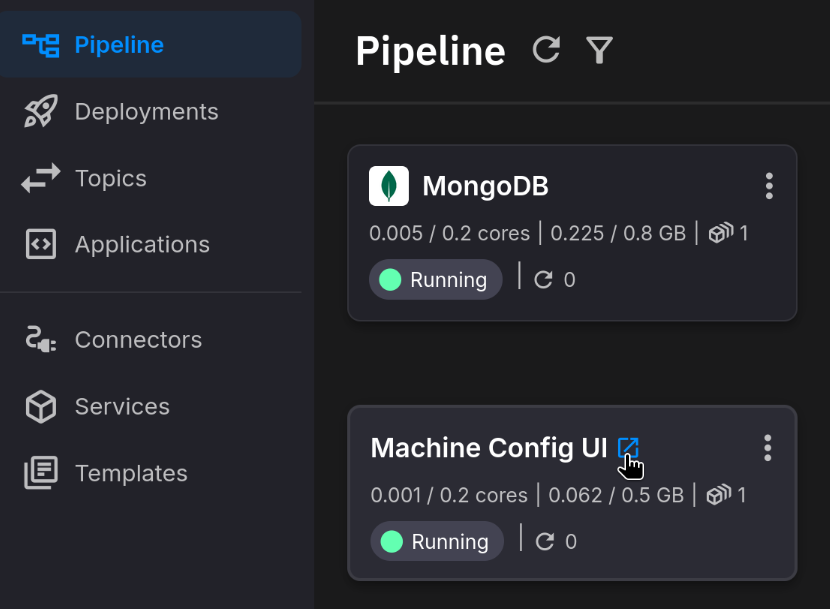 Pipeline
Deployments
Topics
Applications
Connectors
Services
Templates
Pipeline
MongoDB
0.005 / 0.2 cores | 0.225 / 0.8 GB | 1
Running | 0
Machine Config UI
0.001 / 0.2 cores | 0.062 / 0.5 GB | 1
Running | 0